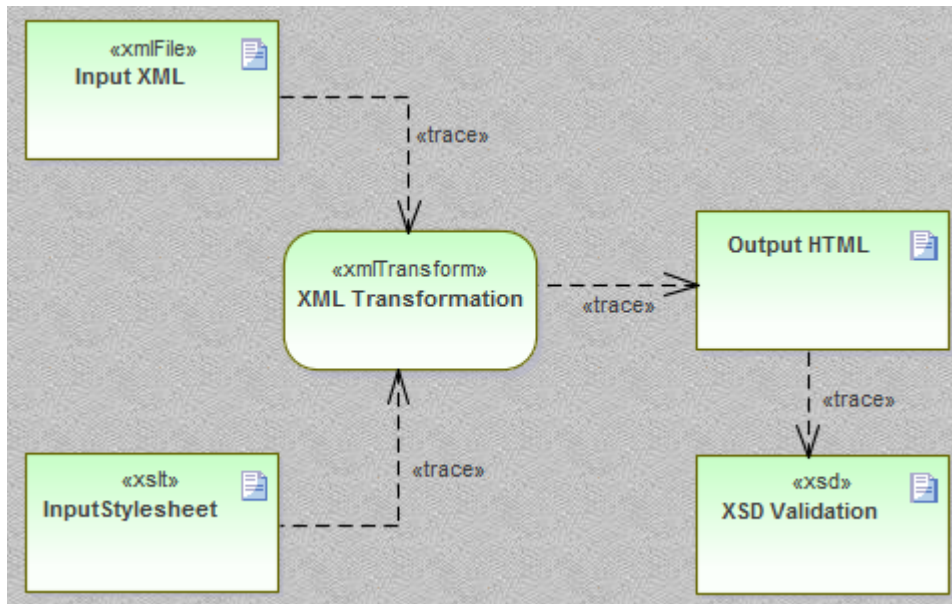 «xmlFile»
Input XML
«trace»
«xmlTransform»
XML Transformation
«trace»
Output HTML
«trace»
«xslt»
InputStylesheet
«trace»
«xsd»
XSD Validation